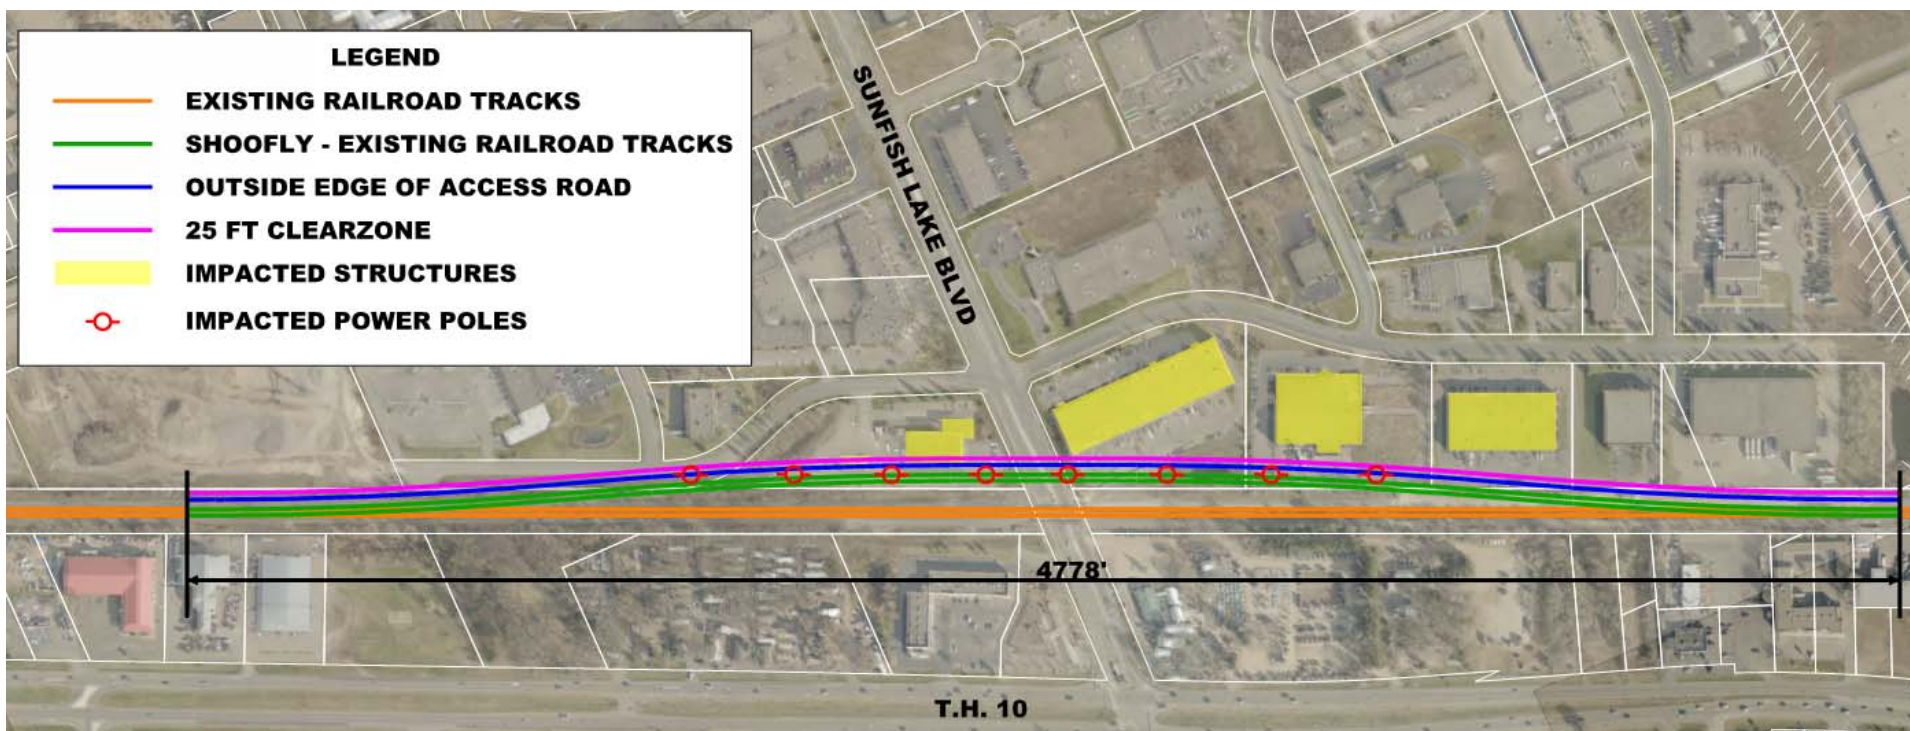 LEGEND
EXISTING RAILROAD TRACKS
SHOOFLY - EXISTING RAILROAD TRACKS
OUTSIDE EDGE OF ACCESS ROAD
25 FT CLEARZONE
IMPACTED STRUCTURES
IMPACTED POWER POLES
SUNFISH LAKE BLVD
4778'
T.H. 10